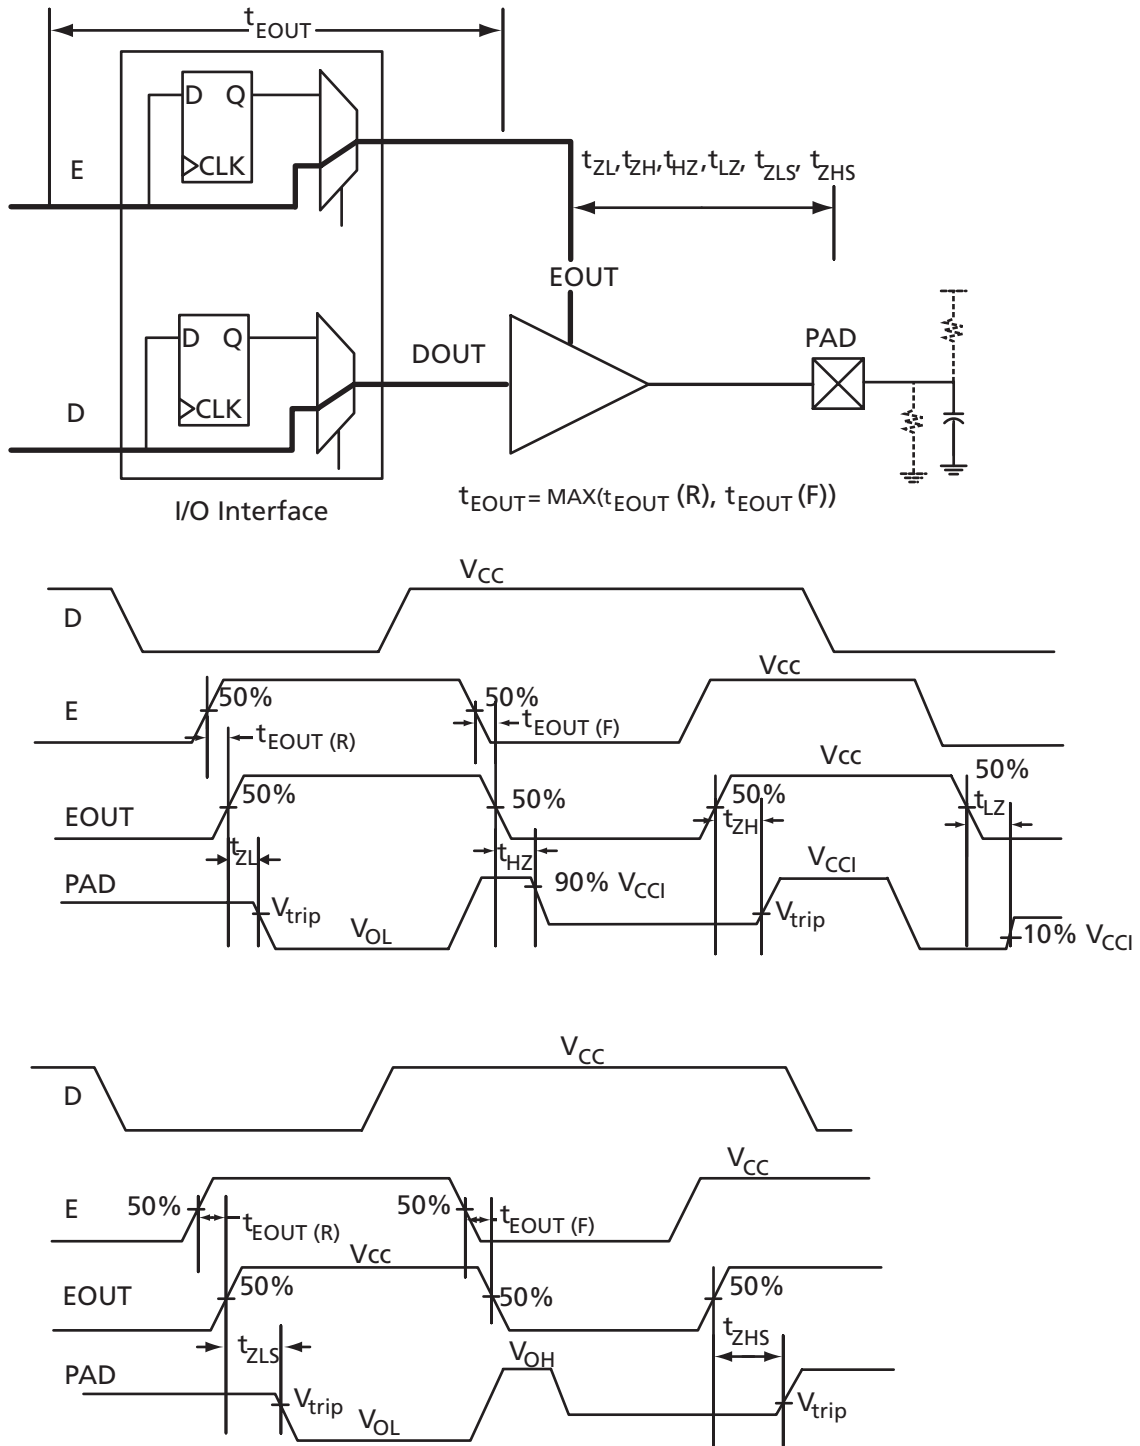 tEOUT
D Q
CLK
E
tZL, tZH, tHZ, tLZ, tZLS, tZHS
EOUT
D Q
CLK
D
DOUT
PAD
I/O Interface
tEOUT = MAX(tEOUT (R), tEOUT (F))
D
VCC
E
50%
tEOUT (R)
50%
tEOUT (F)
Vcc
EOUT
50%
tZL
50%
tHZ
50%
tZH
Vcc
50%
tLZ
PAD
Vtrip
VOL
90% VCCI
Vtrip
VCCI
10% VCCI
D
VCC
E
50%
tEOUT (R)
50%
tEOUT (F)
VCC
EOUT
50%
Vcc
50%
50%
PAD
tZLS
Vtrip
VOL
VOH
tZHS
Vtrip